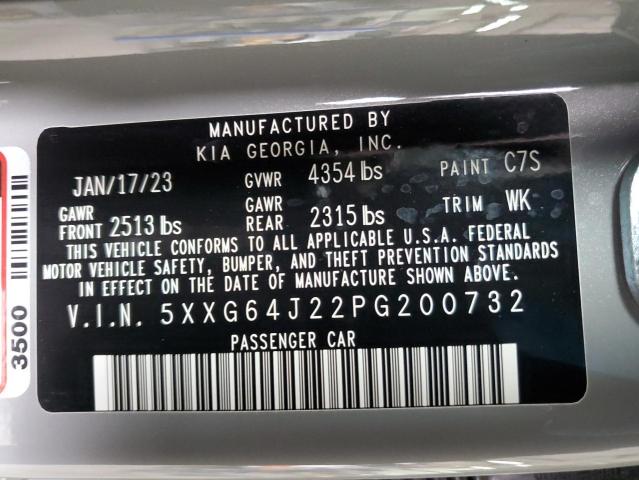 MANUFACTURED BY
KIA GEORGIA, INC.
JAN/17/23 GVWR 4354 lbs PAINT C7S
GAWR FRONT 2513 lbs GAWR REAR 2315 lbs TRIM WK
THIS VEHICLE CONFORMS TO ALL APPLICABLE U.S.A. FEDERAL
MOTOR VEHICLE SAFETY, BUMPER, AND THEFT PREVENTION STANDARDS
IN EFFECT ON THE DATE OF MANUFACTURE SHOWN ABOVE.
V.I.N. 5XXG64J22PG200732
PASSENGER CAR
3500